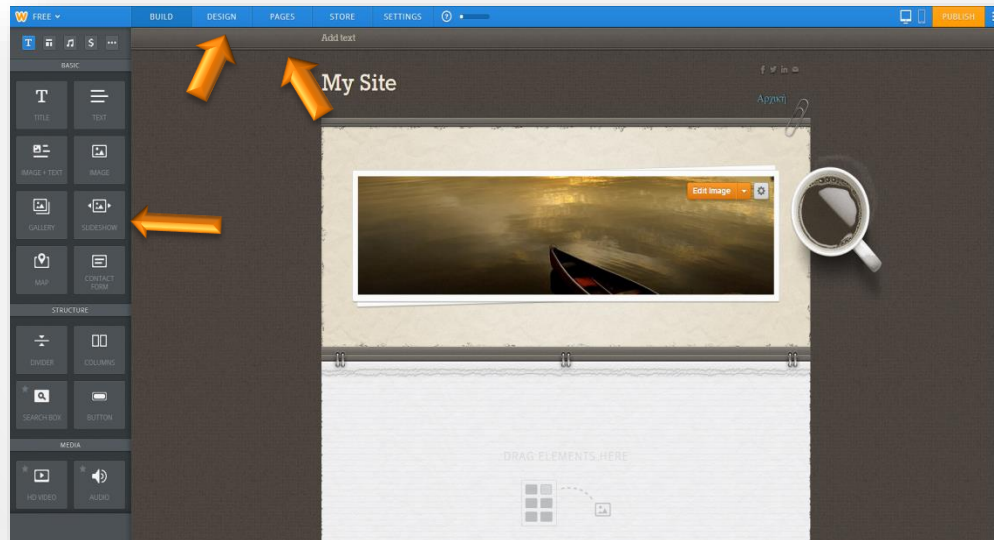 FREE BUILD DESIGN PAGES STORE SETTINGS ? PUBLISH
T $
Add text
BASIC
My Site
Αρχική
TITLE TEXT
IMAGE + TEXT IMAGE
Edit Image
GALLERY SLIDESHOW
MAP CONTACT FORM
STRUCTURE
DIVIDER COLUMNS
SEARCH BOX BUTTON
MEDIA
DRAG ELEMENTS HERE
HD VIDEO AUDIO